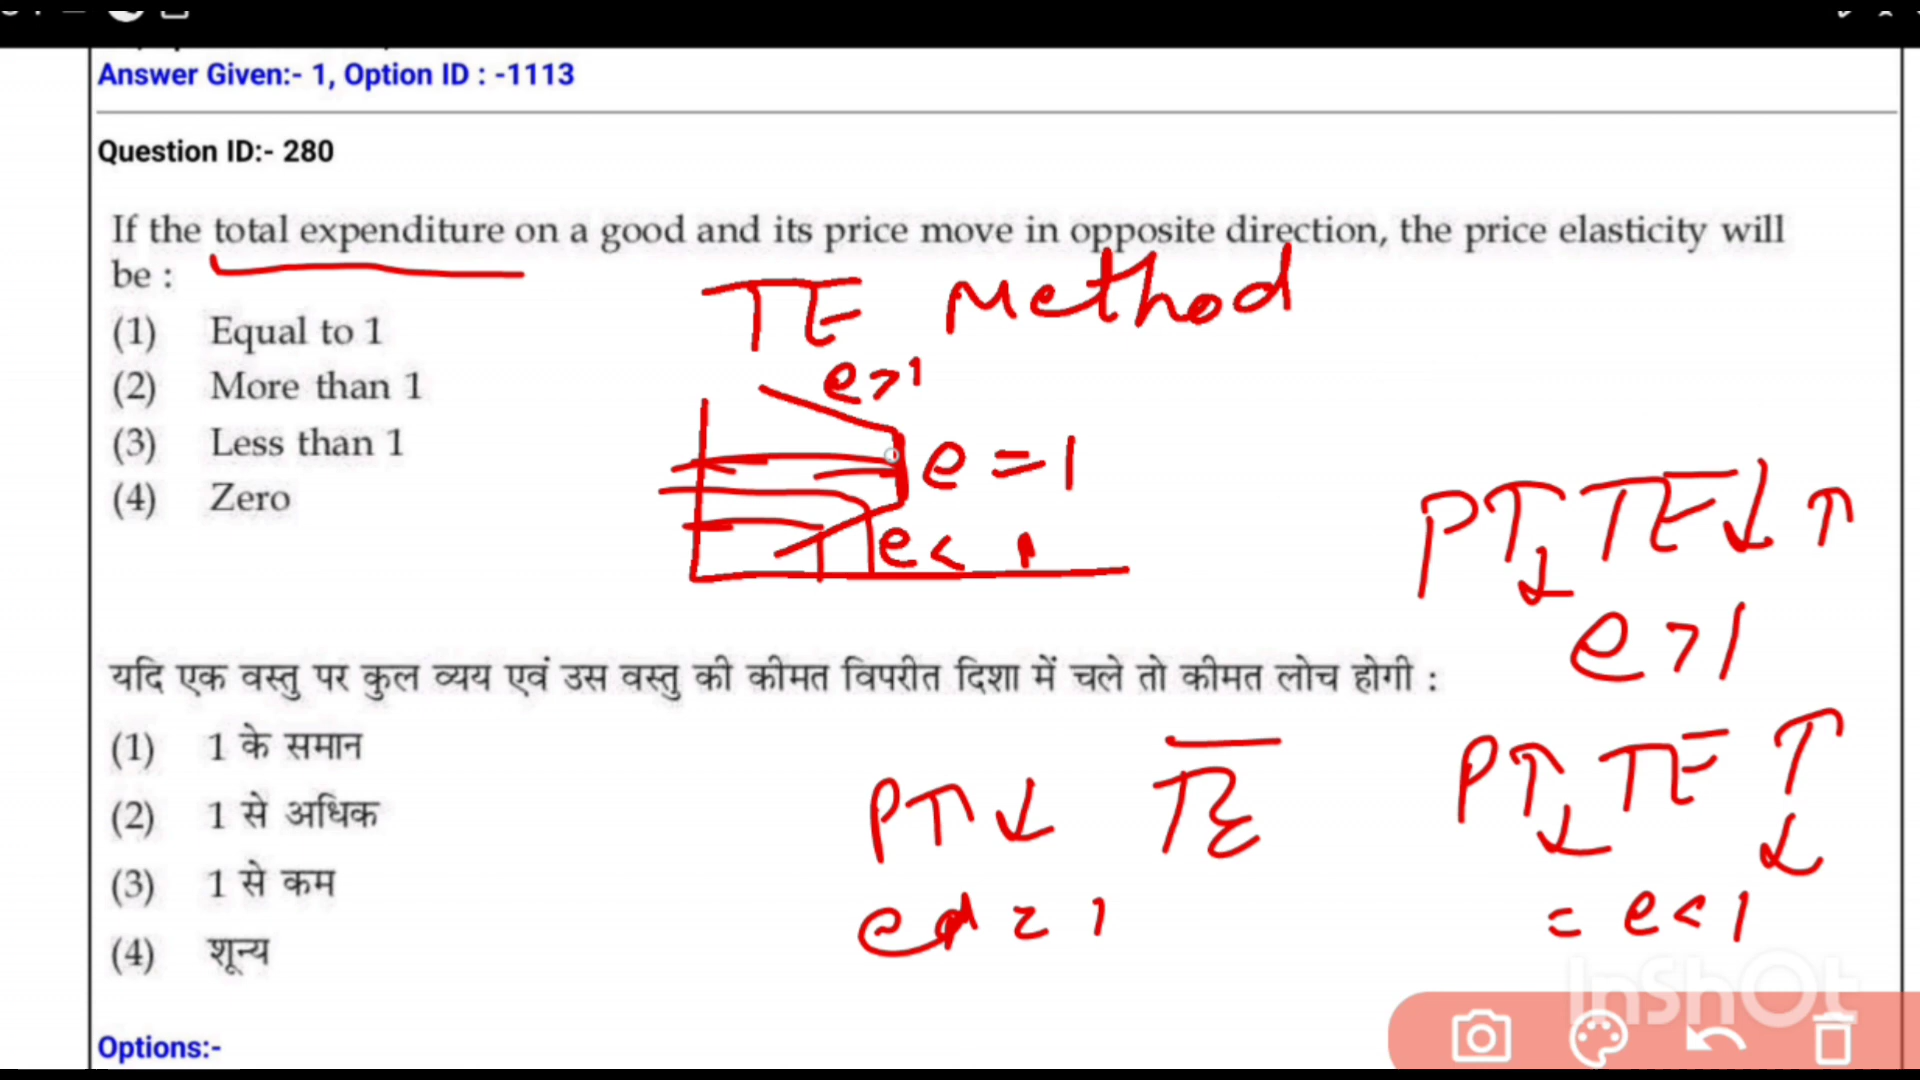 Answer Given:- 1, Option ID : -1113
Question ID:- 280
If the total expenditure on a good and its price move in opposite direction, the price elasticity will
be :
TE Method
(1) Equal to 1
(2) More than 1
(3) Less than 1
(4) Zero
e>1
e = 1
e<1
P↑↓ TE↓↑
e>1
यदि एक वस्तु पर कुल व्यय एवं उस वस्तु की कीमत विपरीत दिशा में चले तो कीमत लोच होगी :
(1) 1 के समान
(2) 1 से अधिक
(3) 1 से कम
(4) शून्य
P↑↓ TE
ed = 1
P↑↓ TE ↑↓
= e<1
InShOt
Options:-